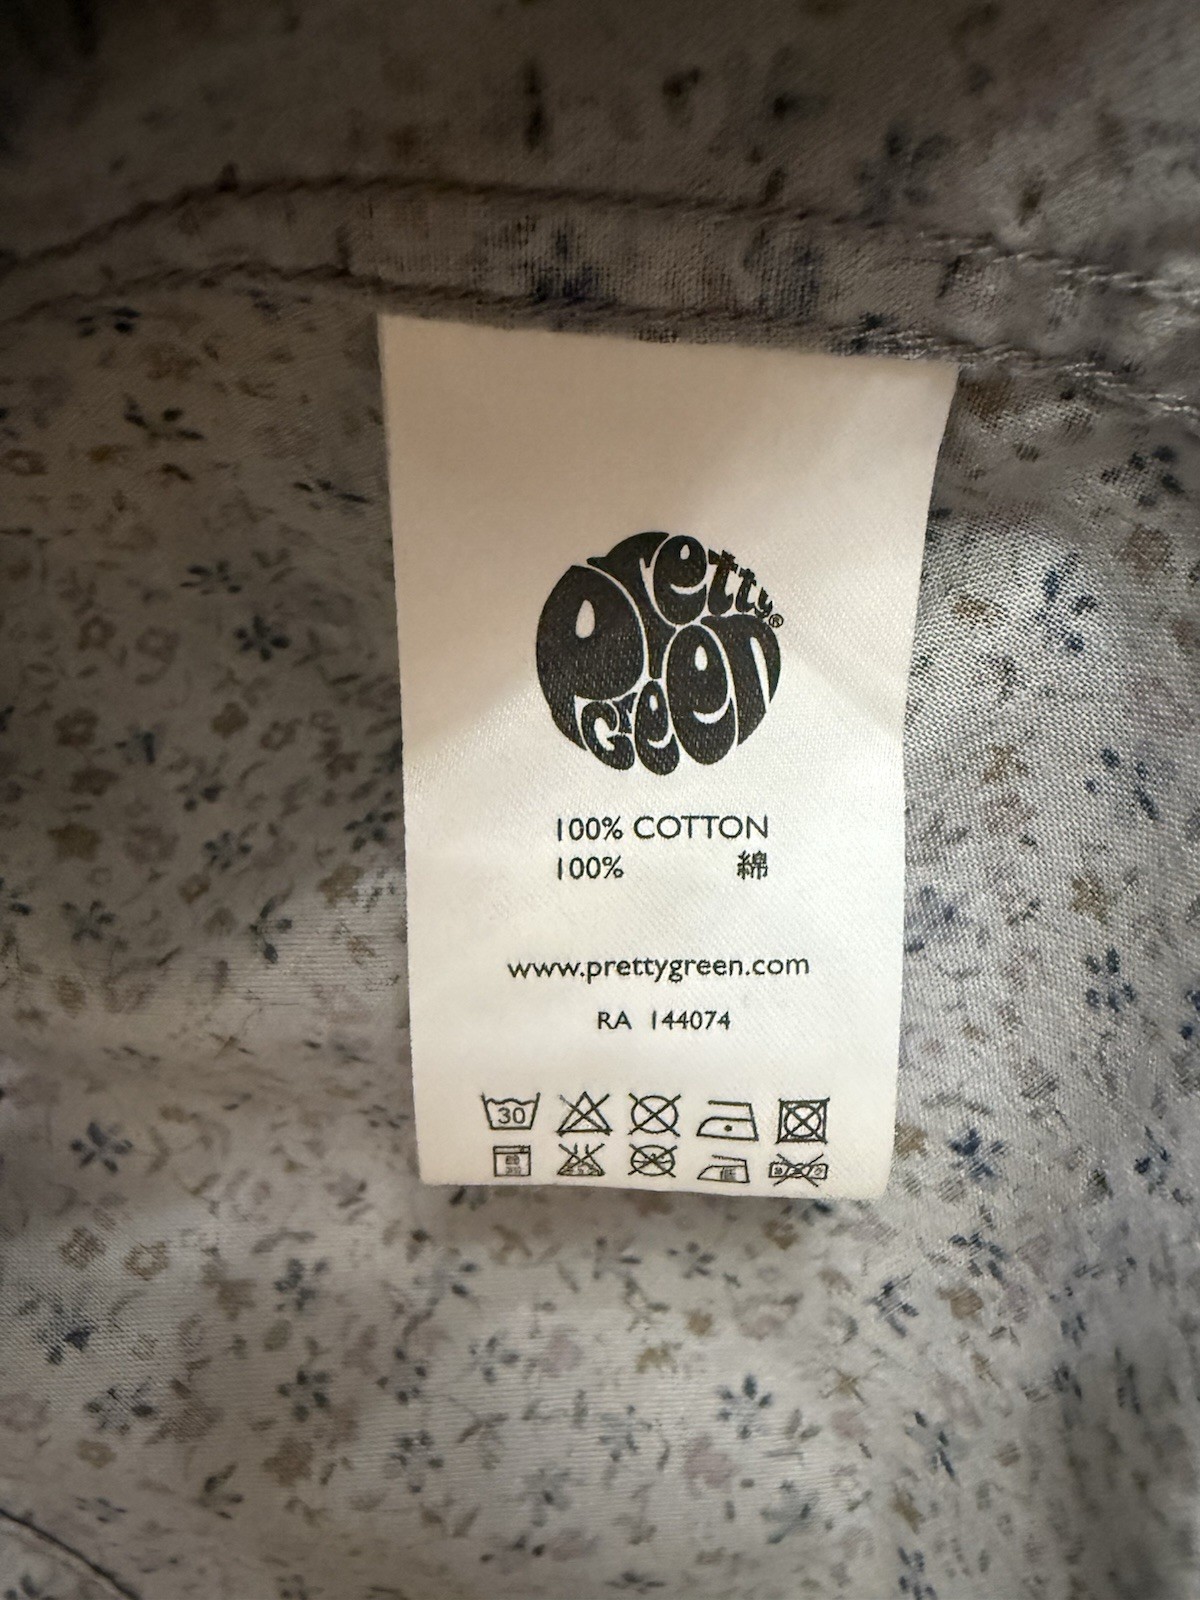 Pretty®
Green
100% COTTON
100% 綿
www.prettygreen.com
RA 144074
30